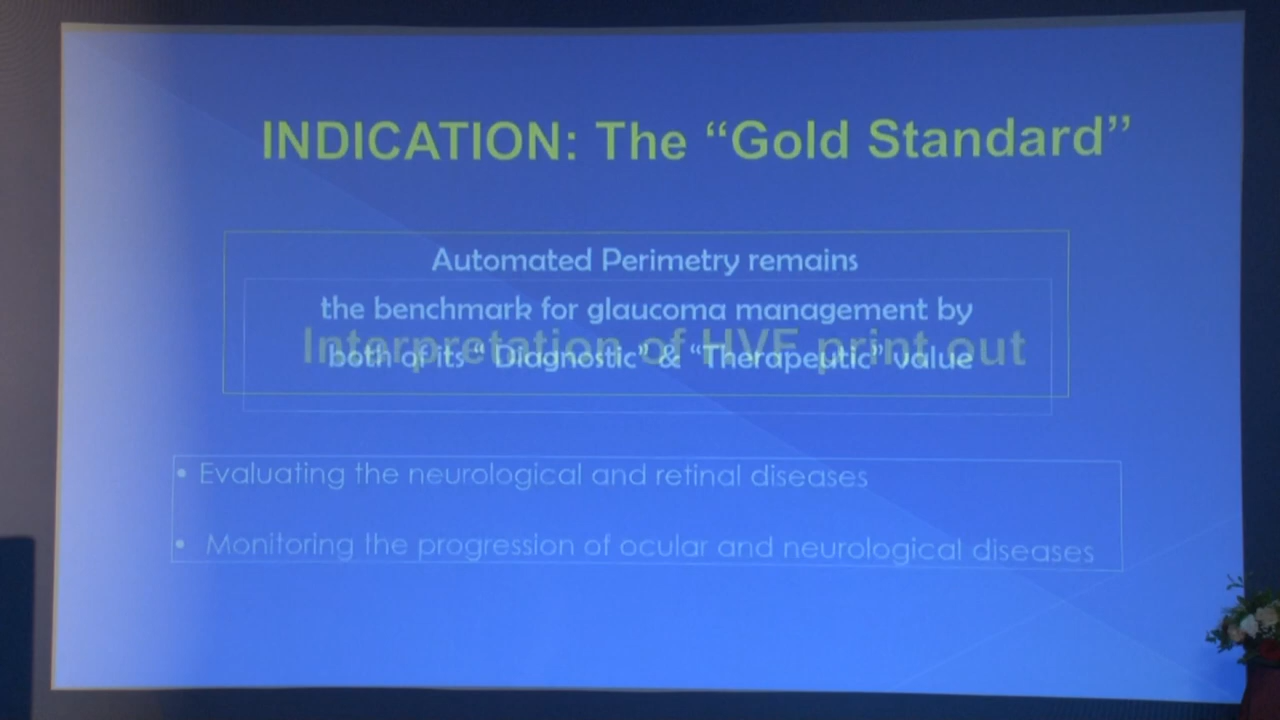 INDICATION: The “Gold Standard”
Automated Perimetry remains
the benchmark for glaucoma management by
Interpretation of HVF print out
both of its “ Diagnostic” & “Therapeutic” value
• Evaluating the neurological and retinal diseases
• Monitoring the progression of ocular and neurological diseases